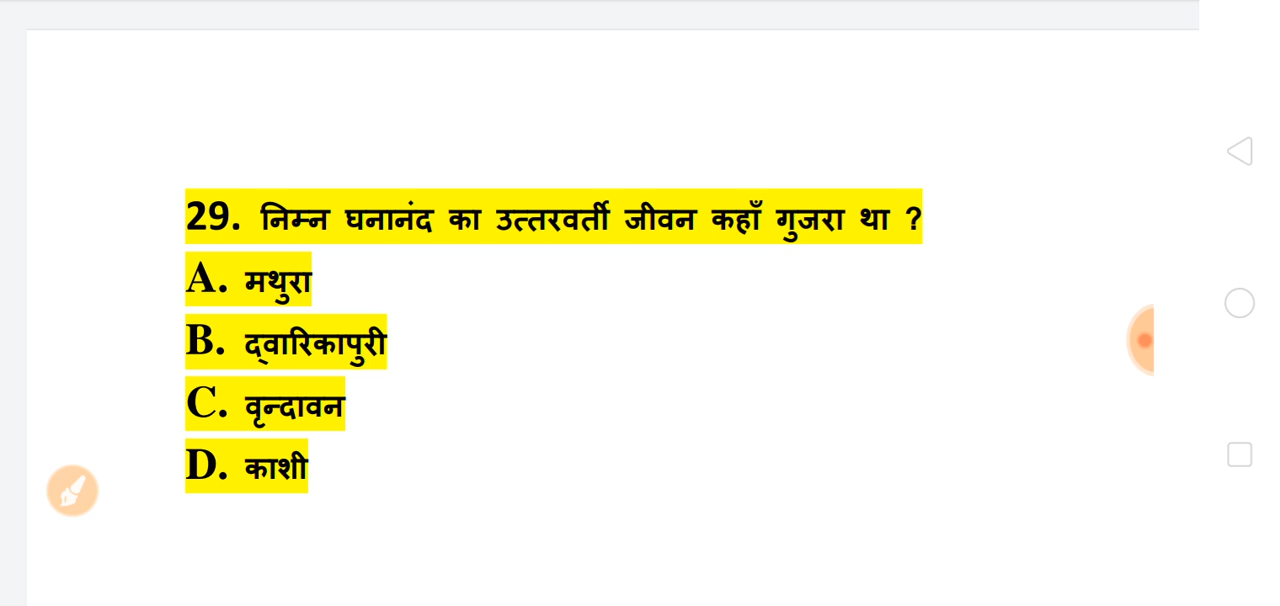 29. निम्न घनानंद का उत्तरवर्ती जीवन कहाँ गुजरा था ?
A. मथुरा
B. द्वारिकापुरी
C. वृन्दावन
D. काशी